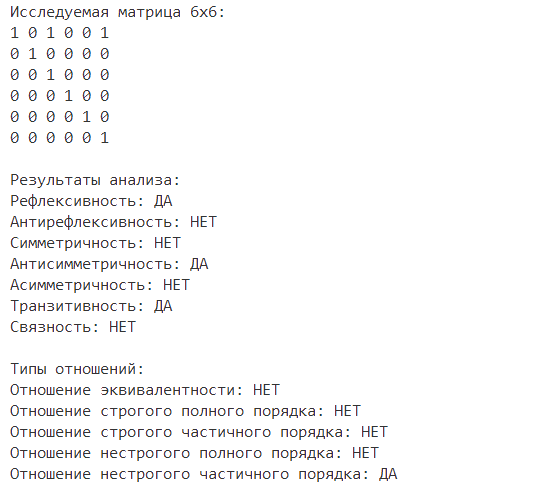 Исследуемая матрица 6x6:
1 0 1 0 0 1
0 1 0 0 0 0
0 0 1 0 0 0
0 0 0 1 0 0
0 0 0 0 1 0
0 0 0 0 0 1
Результаты анализа:
Рефлексивность: ДА
Антирефлексивность: НЕТ
Симметричность: НЕТ
Антисимметричность: ДА
Асимметричность: НЕТ
Транзитивность: ДА
Связность: НЕТ
Типы отношений:
Отношение эквивалентности: НЕТ
Отношение строгого полного порядка: НЕТ
Отношение строгого частичного порядка: НЕТ
Отношение нестрогого полного порядка: НЕТ
Отношение нестрогого частичного порядка: ДА